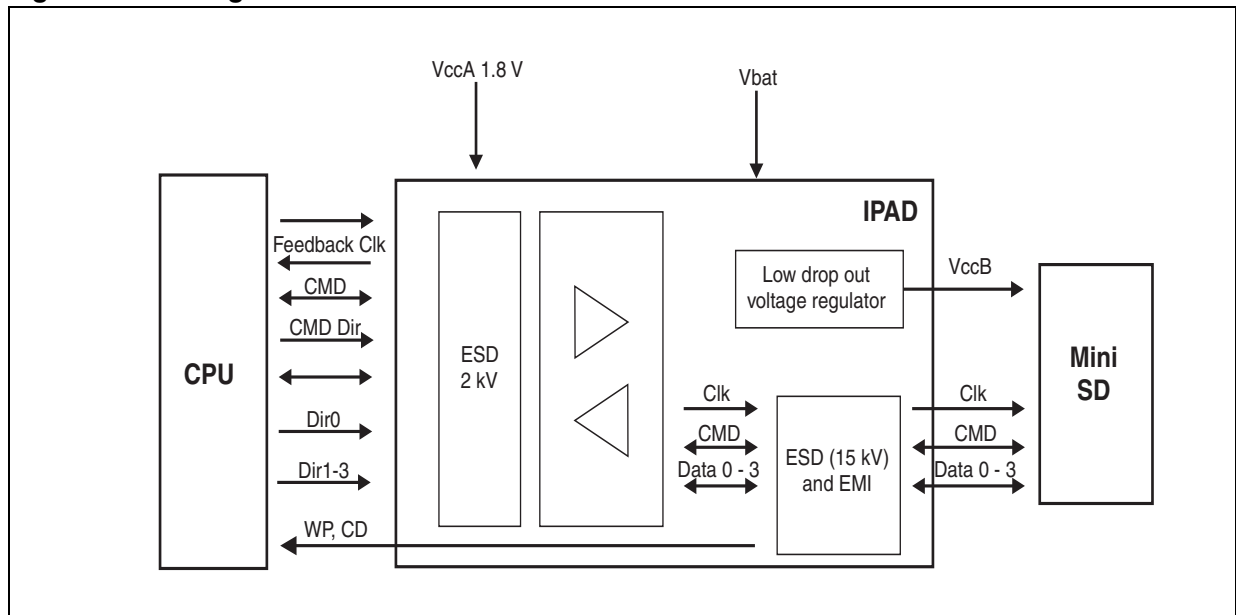 VccA 1.8 V
Vbat
CPU
Feedback Clk
CMD
CMD Dir
Dir0
Dir1-3
WP, CD
ESD
2 kV
IPAD
Low drop out
voltage regulator
VccB
Clk
CMD
Data 0 - 3
ESD (15 kV)
and EMI
Clk
CMD
Data 0 - 3
Mini
SD